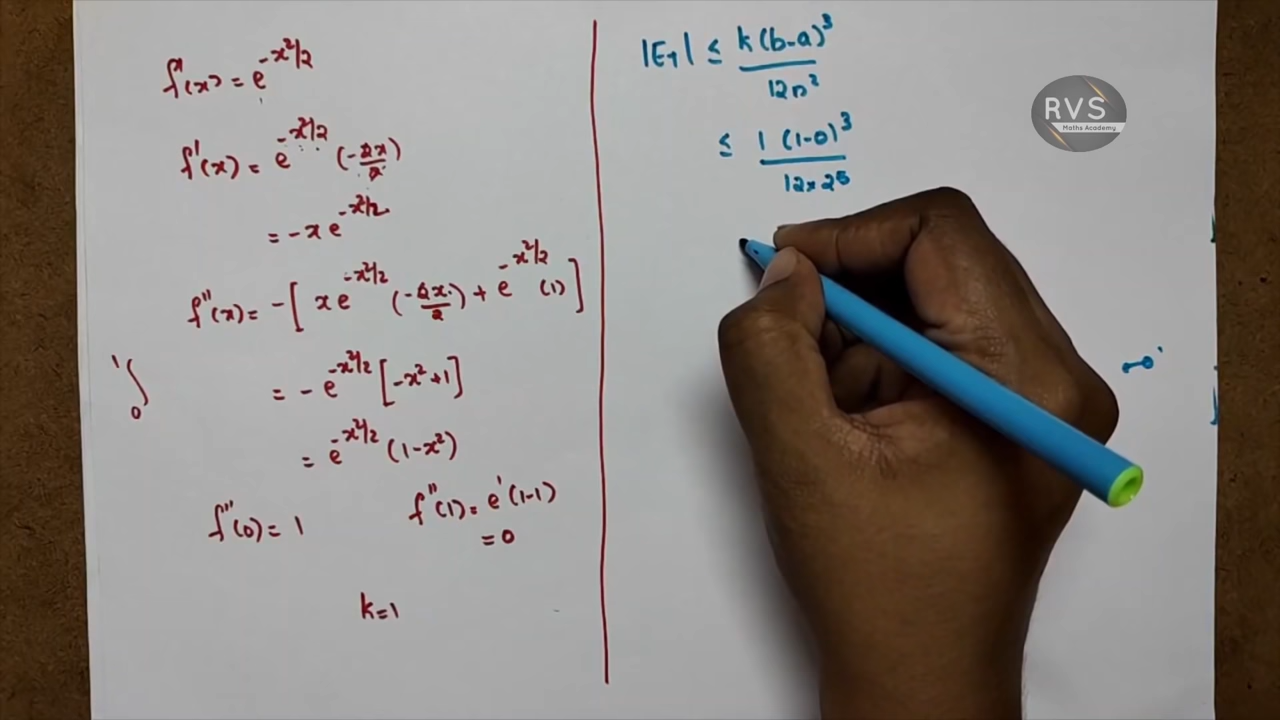 f(x) = e^{-x²/2}
f'(x) = e^{-x²/2} (-2x/2)
= -x e^{-x²/2}
f''(x) = -[ x e^{-x²/2} (-2x/2) + e^{-x²/2} (1) ]
1∫0
= -e^{-x²/2} [-x²+1]
= e^{-x²/2} (1-x²)
f''(0) = 1
f''(1) = e' (1-1)
= 0
k=1
|E_T| ≤ k(b-a)³/12n²
≤ 1 (1-0)³/12×25
RVS
Maths Academy